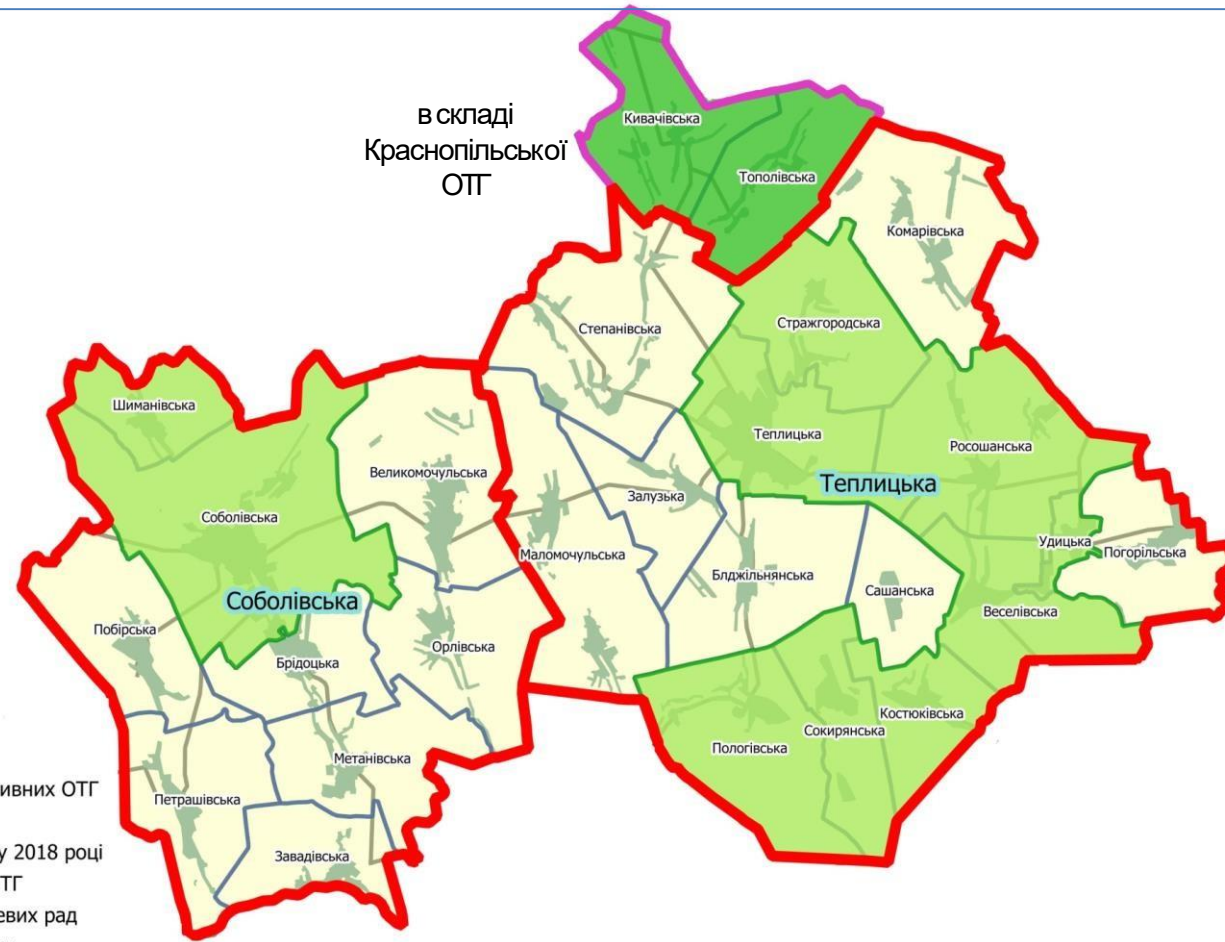 в складі
Краснопільської
ОТГ
Кивачівська
Тополівська
Комарівська
Стражгородська
Степанівська
Шиманівська
Теплицька
Росошанська
Великомочульська
Теплицька
Залузька
Соболівська
Удицька
Погорільська
Маломочульська
Блджільнянська
Сашанська
Соболівська
Веселівська
Побірська
Орлівська
Брідоцька
Костюківська
Сокирянська
Пологівська
Метанівська
Петрашівська
Завадівська
ивних ОТГ
у 2018 році
ТГ
евих рад